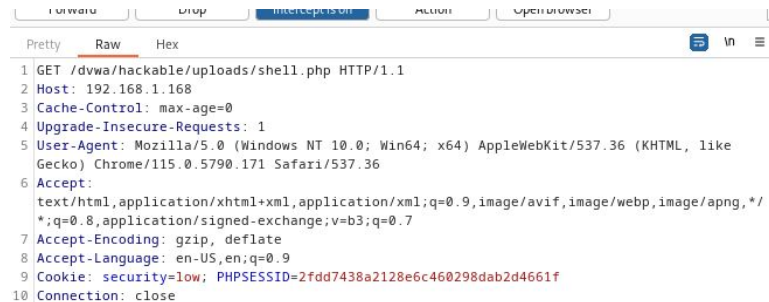 Forward Drop Intercept is on Action Open browser
Pretty Raw Hex \n
1 GET /dvwa/hackable/uploads/shell.php HTTP/1.1
2 Host: 192.168.1.168
3 Cache-Control: max-age=0
4 Upgrade-Insecure-Requests: 1
5 User-Agent: Mozilla/5.0 (Windows NT 10.0; Win64; x64) AppleWebKit/537.36 (KHTML, like
Gecko) Chrome/115.0.5790.171 Safari/537.36
6 Accept:
text/html,application/xhtml+xml,application/xml;q=0.9,image/avif,image/webp,image/apng,*/
*;q=0.8,application/signed-exchange;v=b3;q=0.7
7 Accept-Encoding: gzip, deflate
8 Accept-Language: en-US,en;q=0.9
9 Cookie: security=low; PHPSESSID=2fdd7438a2128e6c460298dab2d4661f
10 Connection: close